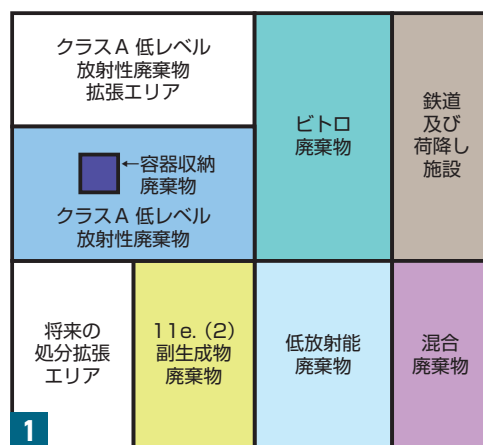 クラスA 低レベル
放射性廃棄物
拡張エリア
←容器収納
廃棄物
クラスA 低レベル
放射性廃棄物
ビトロ
廃棄物
鉄道
及び
荷降し
施設
将来の
処分拡張
エリア
11e.(2)
副生成物
廃棄物
低放射能
廃棄物
混合
廃棄物
1